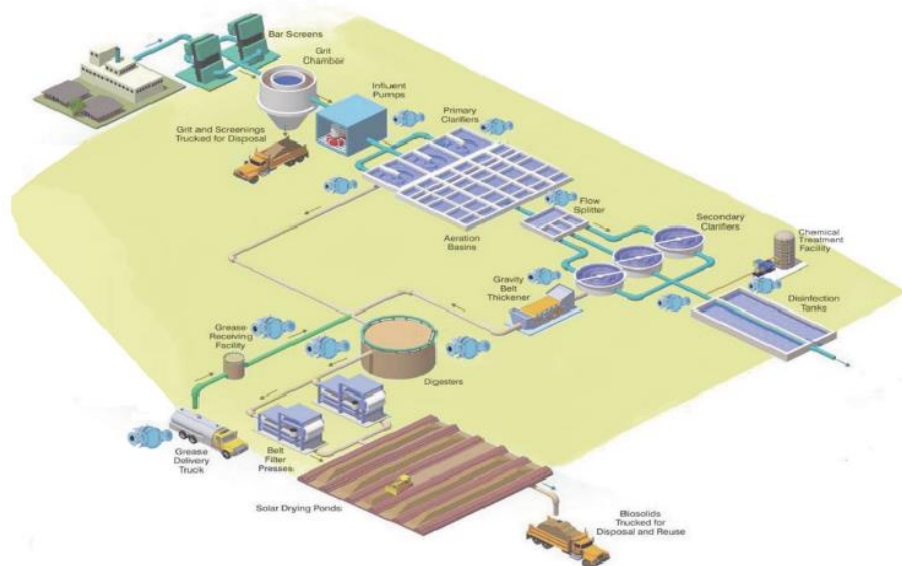 Bar Screens
Grit
Chamber
Influent
Pumps
Primary
Clarifiers
Grit and Screenings
Trucked for Disposal
Flow
Splitter
Secondary
Clarifiers
Chemical
Treatment
Facility
Aeration
Basins
Gravity
Belt
Thickener
Disinfection
Tanks
Grease
Receiving
Facility
Digesters
Grease
Delivery
Truck
Belt
Filter
Presses
Solar Drying Ponds
Biosolids
Trucked for
Disposal and Reuse